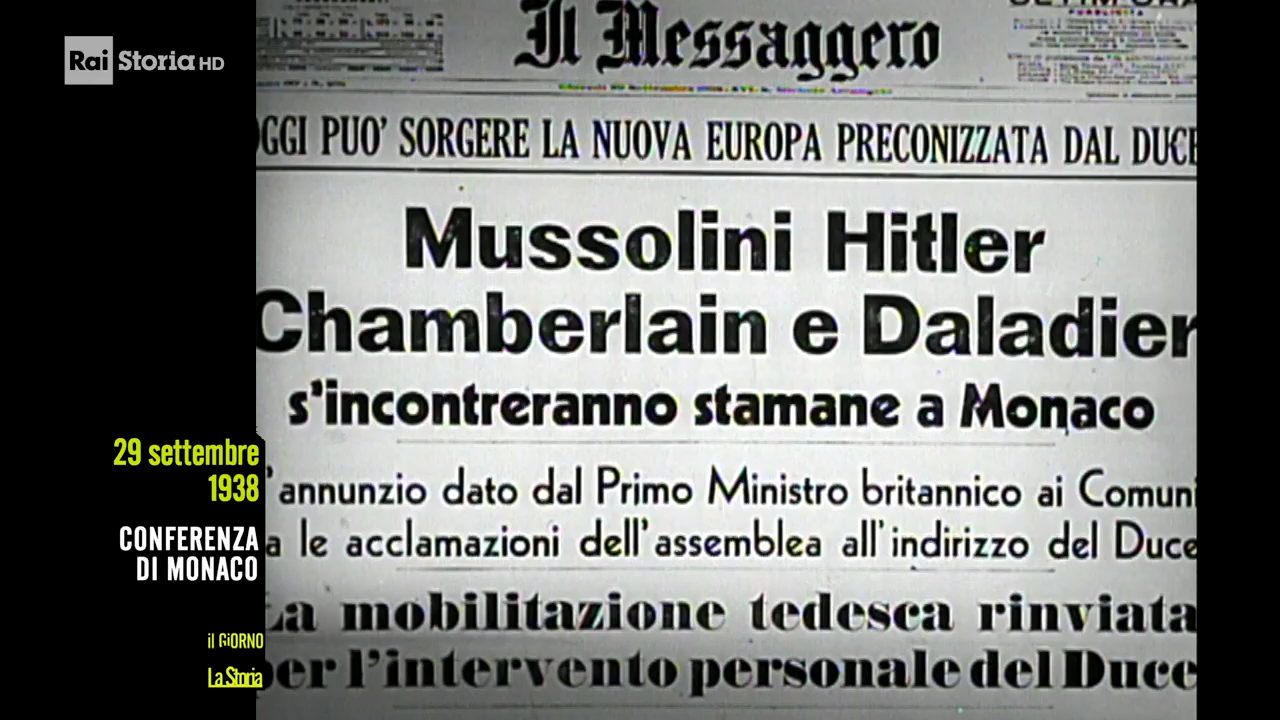 Rai Storia HD
Il Messaggero
OGGI PUO' SORGERE LA NUOVA EUROPA PRECONIZZATA DAL DUCE
Mussolini Hitler
Chamberlain e Daladier
s'incontreranno stamane a Monaco
'annunzio dato dal Primo Ministro britannico ai Comuni
a le acclamazioni dell'assemblea all'indirizzo del Duce
La mobilitazione tedesca rinviata
per l'intervento personale del Duce
29 settembre
1938
CONFERENZA
DI MONACO
il GiORNO
La Storia